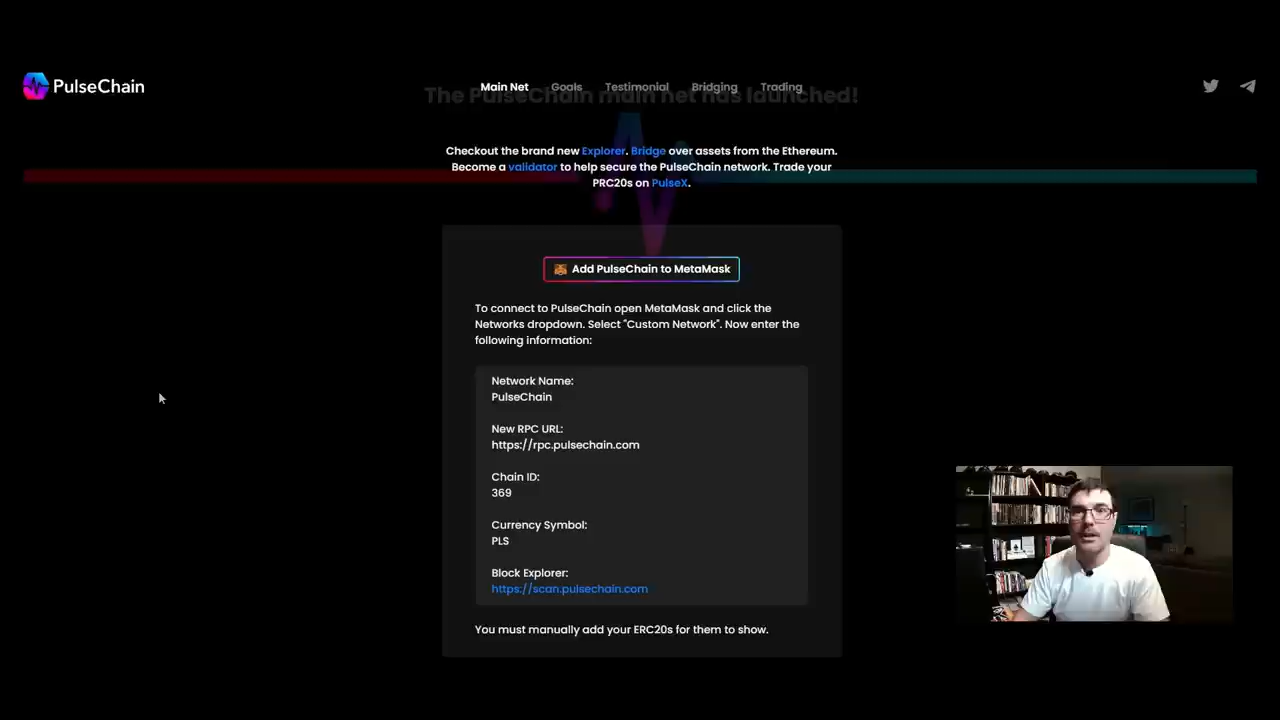 PulseChain
Main Net Goals Testimonial Bridging Trading
The PulseChain main net has launched!
Checkout the brand new Explorer. Bridge over assets from the Ethereum.
Become a validator to help secure the PulseChain network. Trade your
PRC20s on PulseX.
Add PulseChain to MetaMask
To connect to PulseChain open MetaMask and click the
Networks dropdown. Select "Custom Network". Now enter the
following information:
Network Name:
PulseChain
New RPC URL:
https://rpc.pulsechain.com
Chain ID:
369
Currency Symbol:
PLS
Block Explorer:
https://scan.pulsechain.com
You must manually add your ERC20s for them to show.